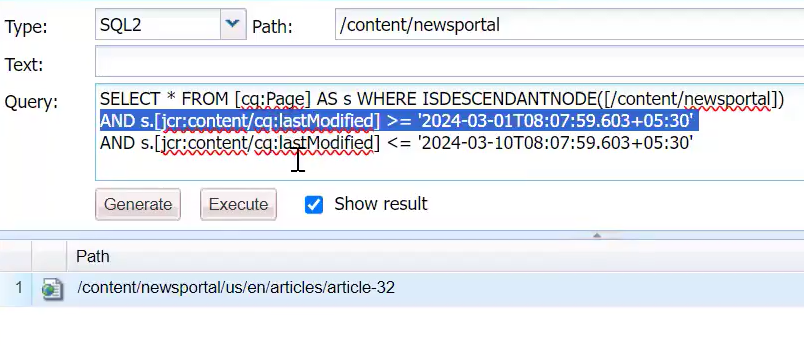 Type: SQL2 Path: /content/newsportal
Text:
Query: SELECT * FROM [cq:Page] AS s WHERE ISDESCENDANTNODE([/content/newsportal])
AND s.[jcr:content/cq:lastModified] >= '2024-03-01T08:07:59.603+05:30'
AND s.[jcr:content/cq:lastModified] <= '2024-03-10T08:07:59.603+05:30'
Generate Execute Show result
Path
1 /content/newsportal/us/en/articles/article-32